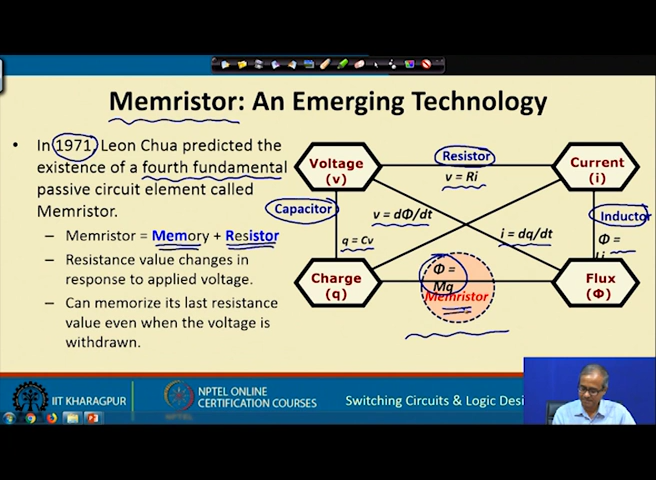 Memristor: An Emerging Technology
• In 1971, Leon Chua predicted the
existence of a fourth fundamental
passive circuit element called
Memristor.
– Memristor = Memory + Resistor
– Resistance value changes in
response to applied voltage.
– Can memorize its last resistance
value even when the voltage is
withdrawn.
Voltage
(v)
Resistor
v = Ri
Current
(i)
Capacitor
v = dΦ/dt
i = dq/dt
Inductor
q = Cv
Φ =
Li
Charge
(q)
Φ =
Mq
Memristor
Flux
(Φ)
IIT KHARAGPUR
NPTEL ONLINE
CERTIFICATION COURSES
Switching Circuits & Logic Desi